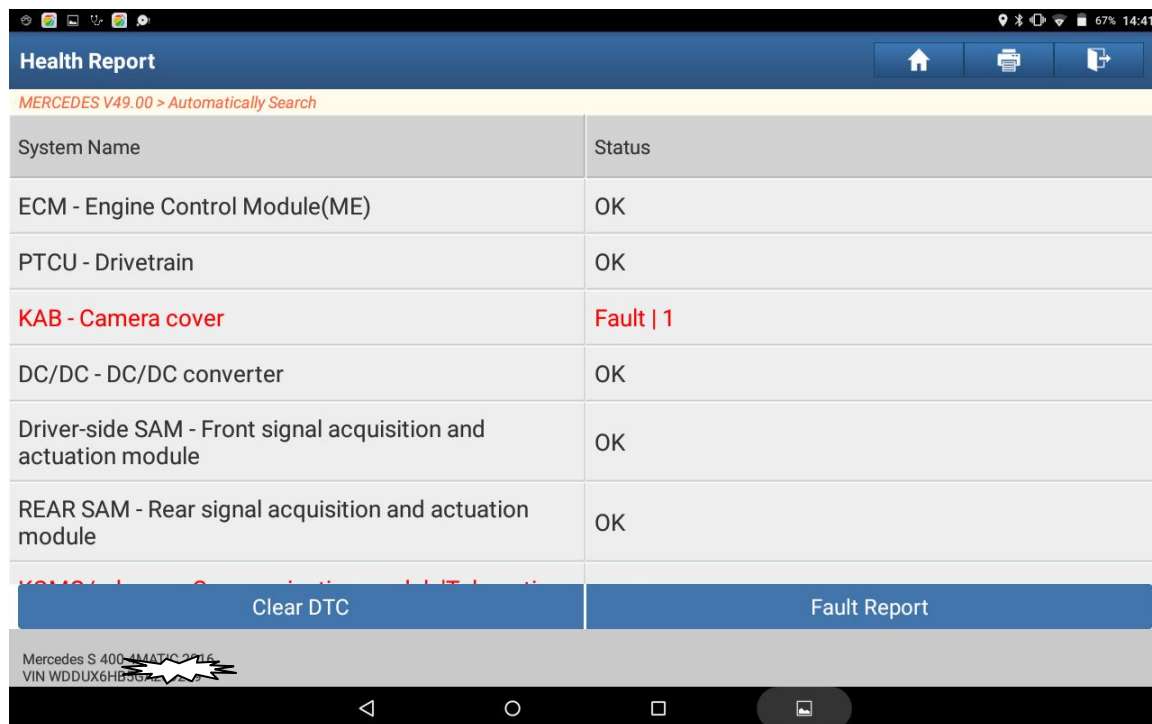 67% 14:41
Health Report
MERCEDES V49.00 > Automatically Search
System Name Status
ECM - Engine Control Module(ME) OK
PTCU - Drivetrain OK
KAB - Camera cover Fault | 1
DC/DC - DC/DC converter OK
Driver-side SAM - Front signal acquisition and
actuation module OK
REAR SAM - Rear signal acquisition and actuation
module OK
Clear DTC Fault Report
Mercedes S 400
VIN